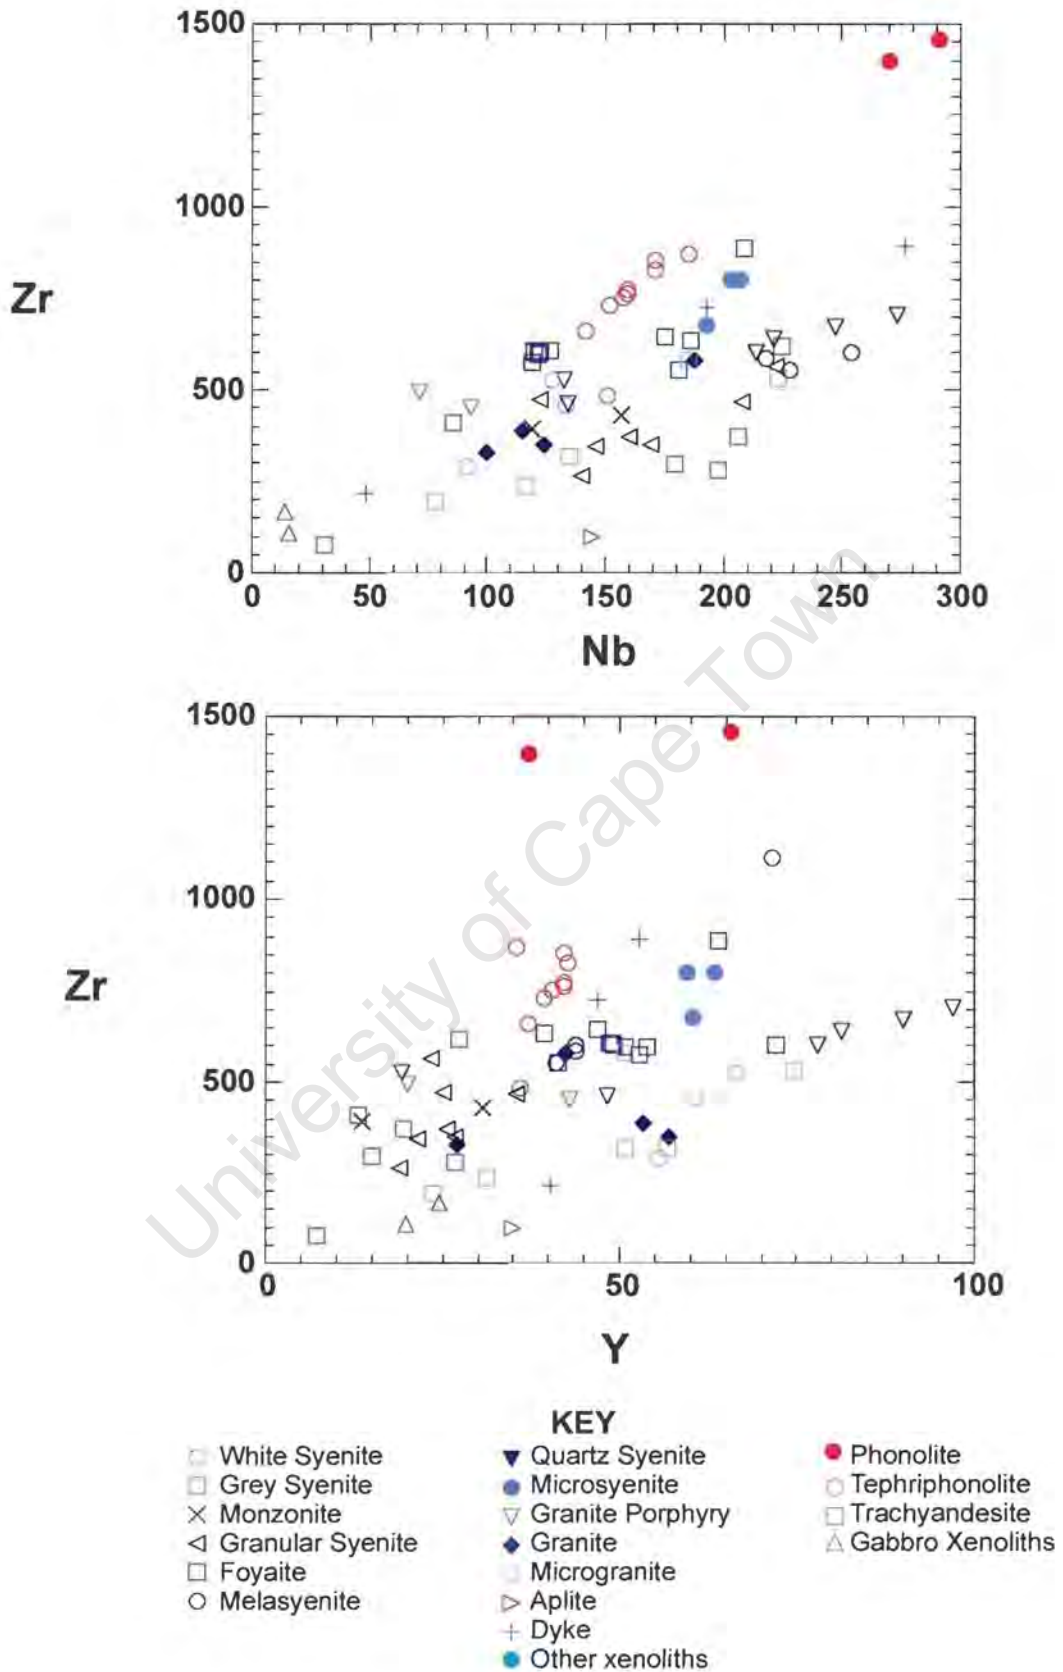 1500
1000
Zr
500
0
0 50 100 150 200 250 300
Nb
1500
1000
Zr
500
0
0 50 100
Y
University of Cape Town
KEY
White Syenite Quartz Syenite Phonolite
Grey Syenite Microsyenite Tephriphonolite
Monzonite Granite Porphyry Trachyandesite
Granular Syenite Granite Gabbro Xenoliths
Foyaite Microgranite
Melasyenite Aplite
Dyke
Other xenoliths